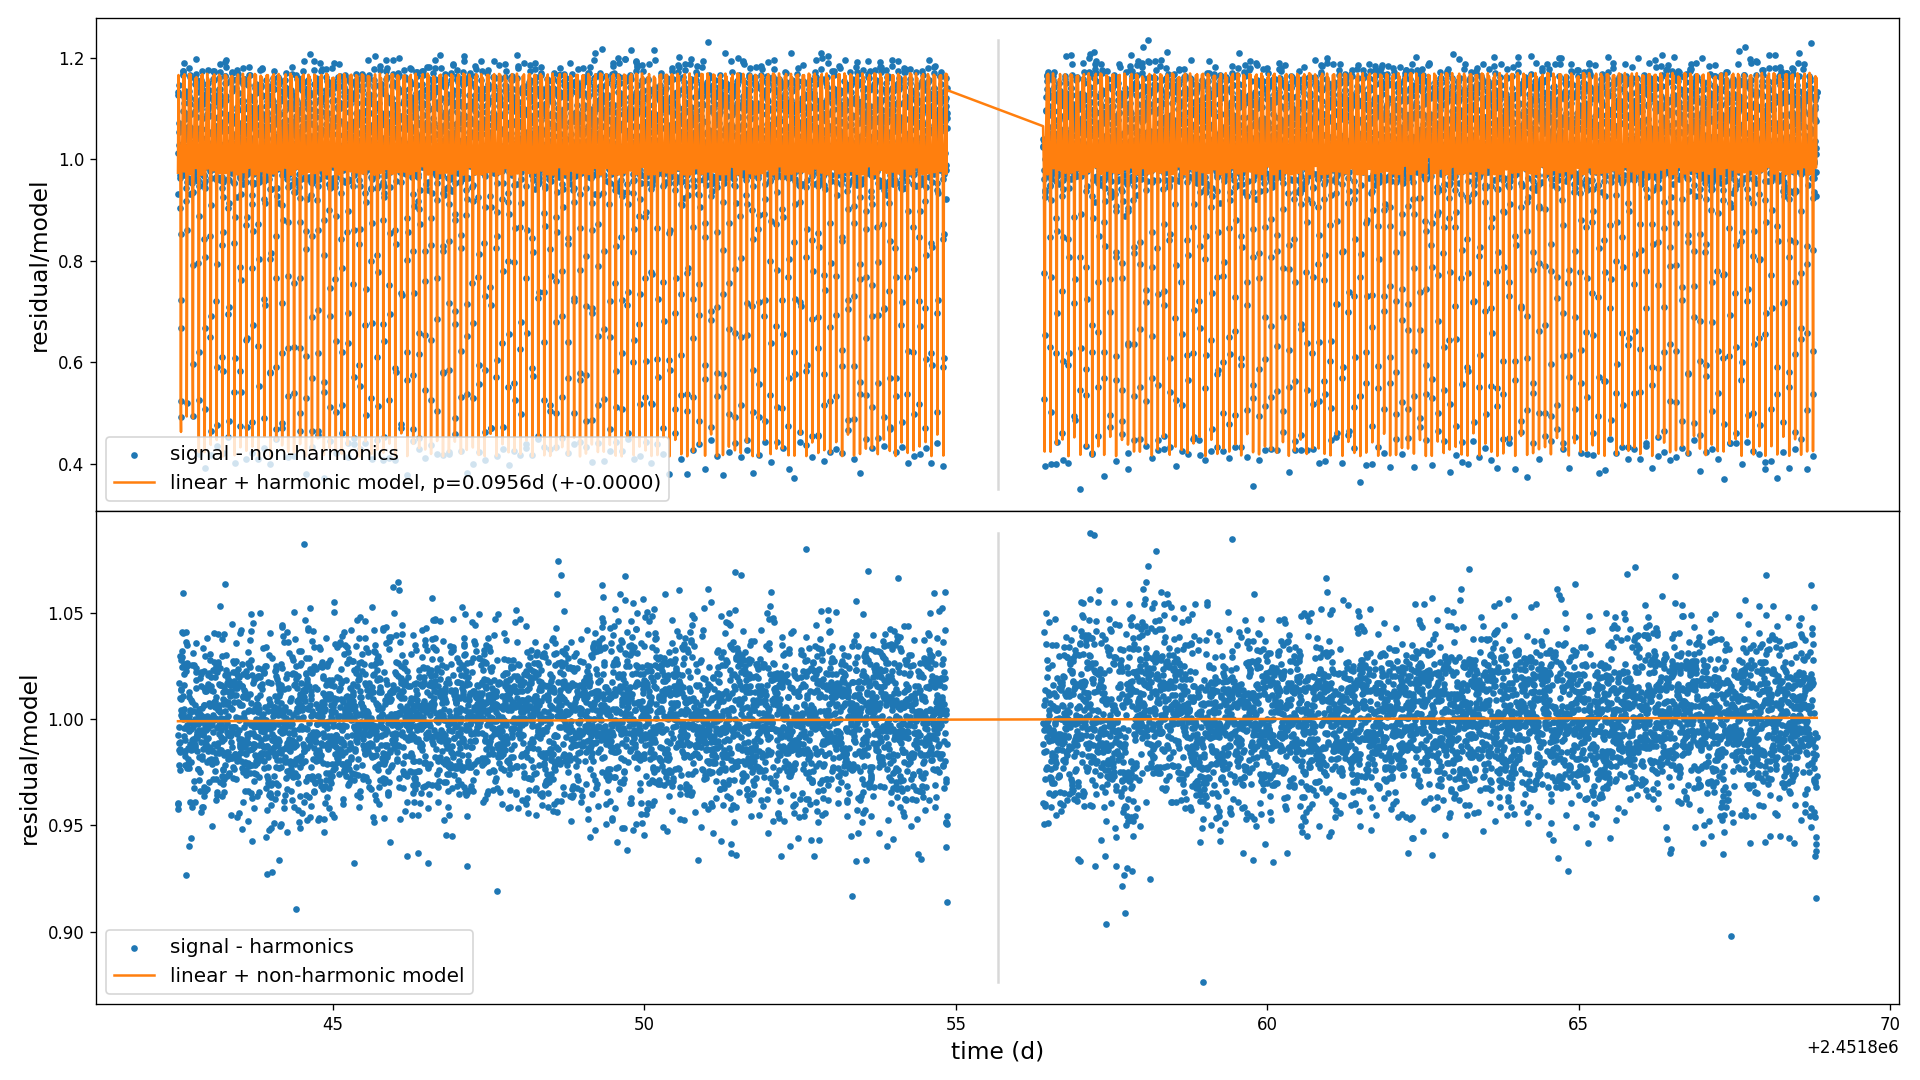 1.2
1.0
0.8
0.6
0.4
residual/model
signal - non-harmonics
linear + harmonic model, p=0.0956d (+-0.0000)
1.05
1.00
0.95
0.90
residual/model
signal - harmonics
linear + non-harmonic model
45 50 55 60 65 70
time (d)
+2.4518e6